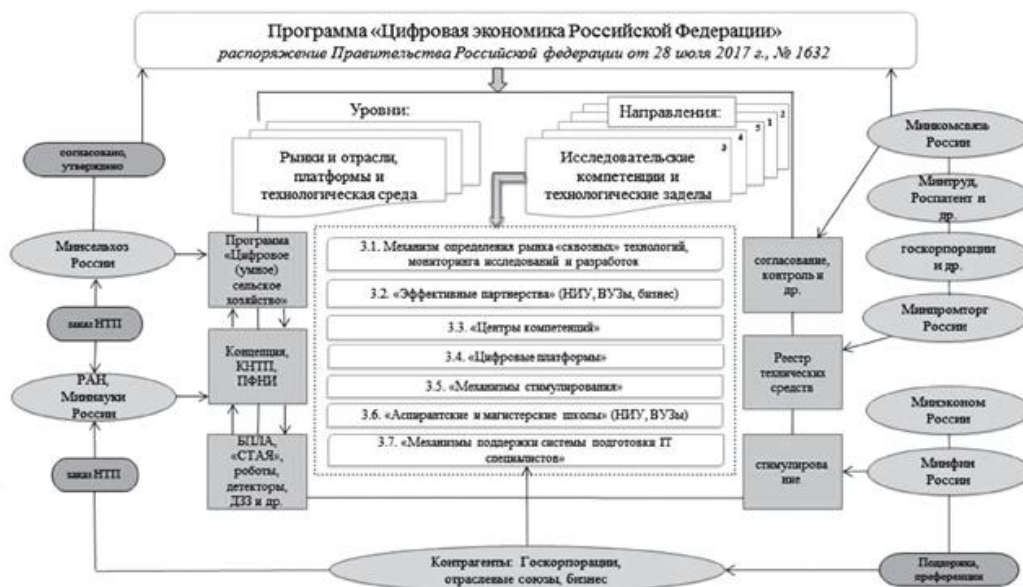 Программа «Цифровая экономика Российской Федерации»
распоряжение Правительства Российской федерации от 28 июля 2017 г., № 1632
Уровни:
Рынки и отрасли,
платформы и
технологическая среда
Направления:
2
1
5
4
3
Исследовательские
компетенции и
технологические заделы
согласовано,
утверждено
Минсельхоз
России
заказ НТП
РАН,
Миннауки
России
заказ НТП
Программа
«Цифровое
(умное)
сельское
хозяйство»
Концепция,
КНТП,
ПФНИ
БПЛА,
«СТАЯ»,
роботы,
детекторы,
ДЗЗ и др.
3.1. Механизм определения рынка «сквозных» технологий,
мониторинга исследований и разработок
3.2. «Эффективные партнерства» (НИУ, ВУЗы, бизнес)
3.3. «Центры компетенций»
3.4. «Цифровые платформы»
3.5. «Механизмы стимулирования»
3.6. «Аспирантские и магистерские школы» (НИУ, ВУЗы)
3.7. «Механизмы поддержки системы подготовки IT
специалистов»
согласование,
контроль и
др.
Реестр
технических
средств
стимулирова
ние
Минкомсвязь
России
Минтруд,
Роспатент и
др.
госкорпорации
и др.
Минпромторг
России
Минэконом
России
Минфин
России
Поддержка,
преференции
Контрагенты: Госкорпорации,
отраслевые союзы, бизнес